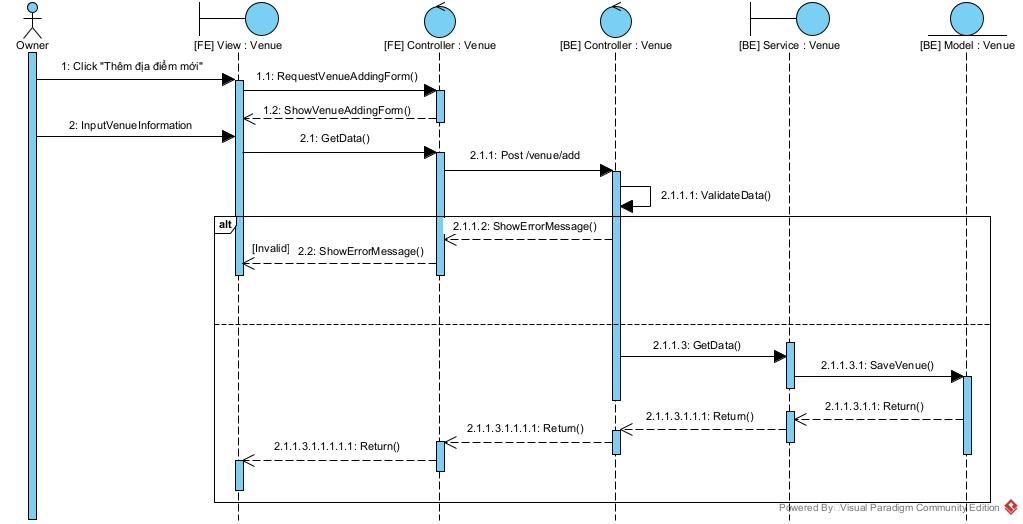 Owner
[FE] View : Venue
[FE] Controller : Venue
[BE] Controller : Venue
[BE] Service : Venue
[BE] Model : Venue
1: Click "Thêm địa điểm mới"
1.1: RequestVenueAddingForm()
1.2: ShowVenueAddingForm()
2: InputVenueInformation
2.1: GetData()
2.1.1: Post /venue/add
2.1.1.1: ValidateData()
alt
2.1.1.2: ShowErrorMessage()
[Invalid]
2.2: ShowErrorMessage()
2.1.1.3: GetData()
2.1.1.3.1: SaveVenue()
2.1.1.3.1.1: Return()
2.1.1.3.1.1.1: Return()
2.1.1.3.1.1.1.1: Return()
2.1.1.3.1.1.1.1.1: Return()
Powered By Visual Paradigm Community Edition